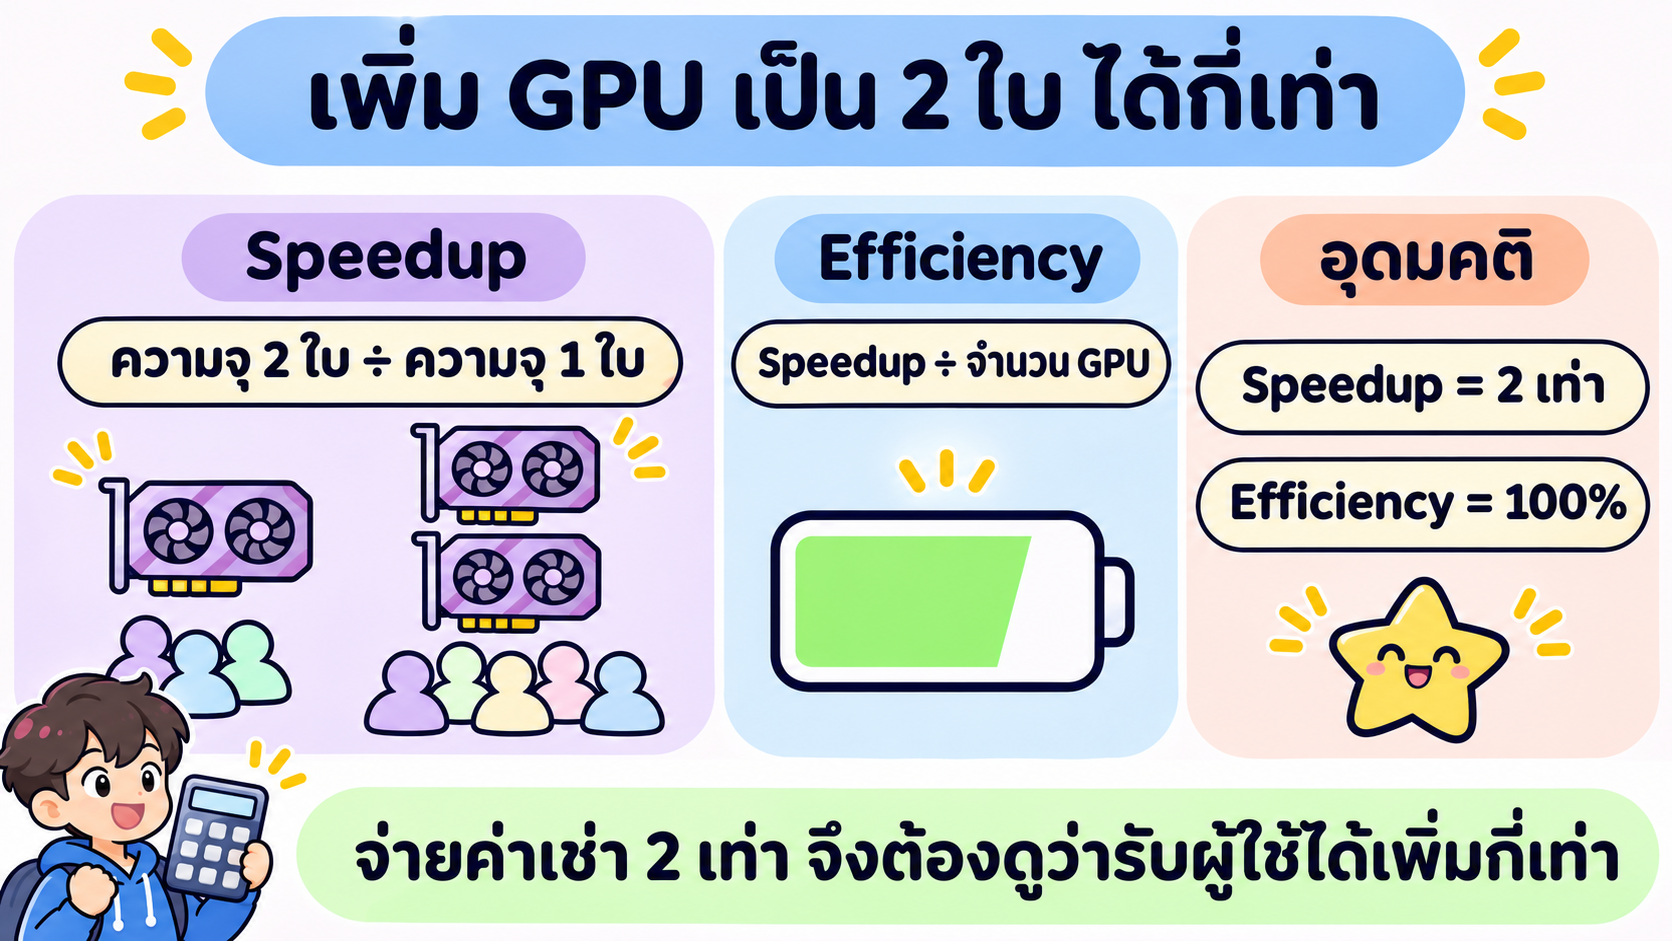 เพิ่ม GPU เป็น 2 ใบ ได้กี่เท่า
Speedup
ความจุ 2 ใบ ÷ ความจุ 1 ใบ
Efficiency
Speedup ÷ จำนวน GPU
อุดมคติ
Speedup = 2 เท่า
Efficiency = 100%
จ่ายค่าเช่า 2 เท่า จึงต้องดูว่ารับผู้ใช้ได้เพิ่มกี่เท่า